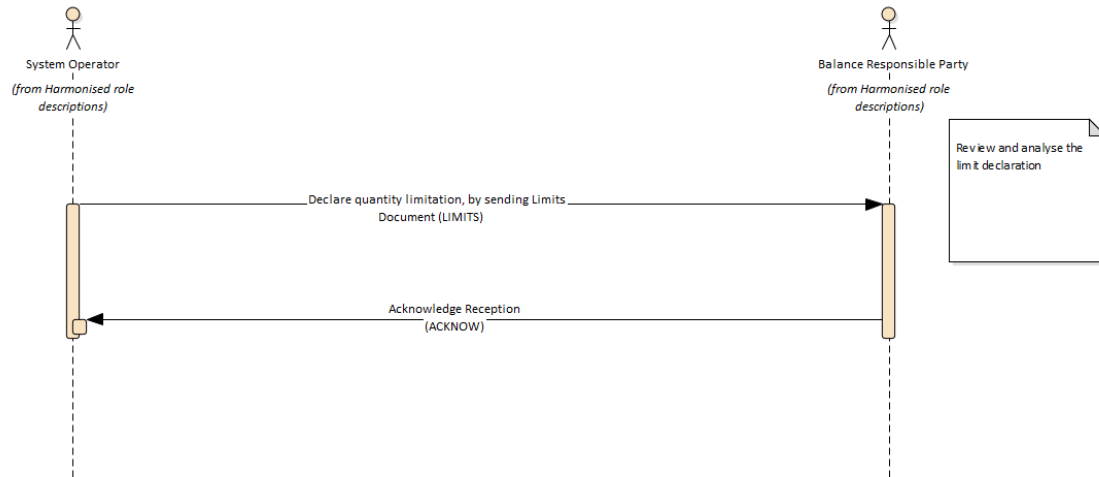 System Operator
(from Harmonised role
descriptions)
Balance Responsible Party
(from Harmonised role
descriptions)
Review and analyse the
limit declaration
Declare quantity limitation, by sending Limits
Document (LIMITS)
Acknowledge Reception
(ACKNOW)